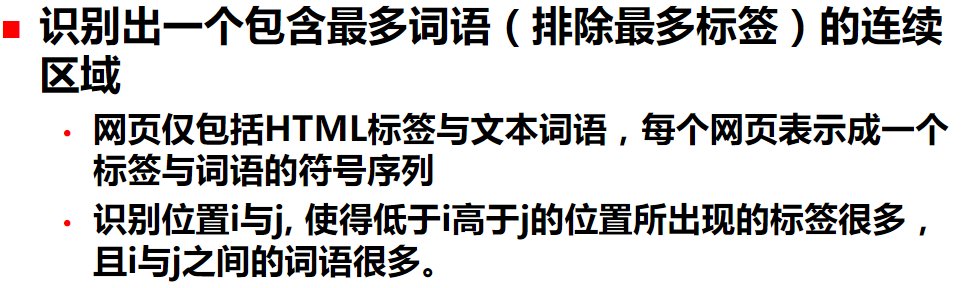 识别出一个包含最多词语（排除最多标签）的连续
区域
网页仅包括HTML标签与文本词语，每个网页表示成一个
标签与词语的符号序列
识别位置i与j, 使得低于i高于j的位置所出现的标签很多，
且i与j之间的词语很多。